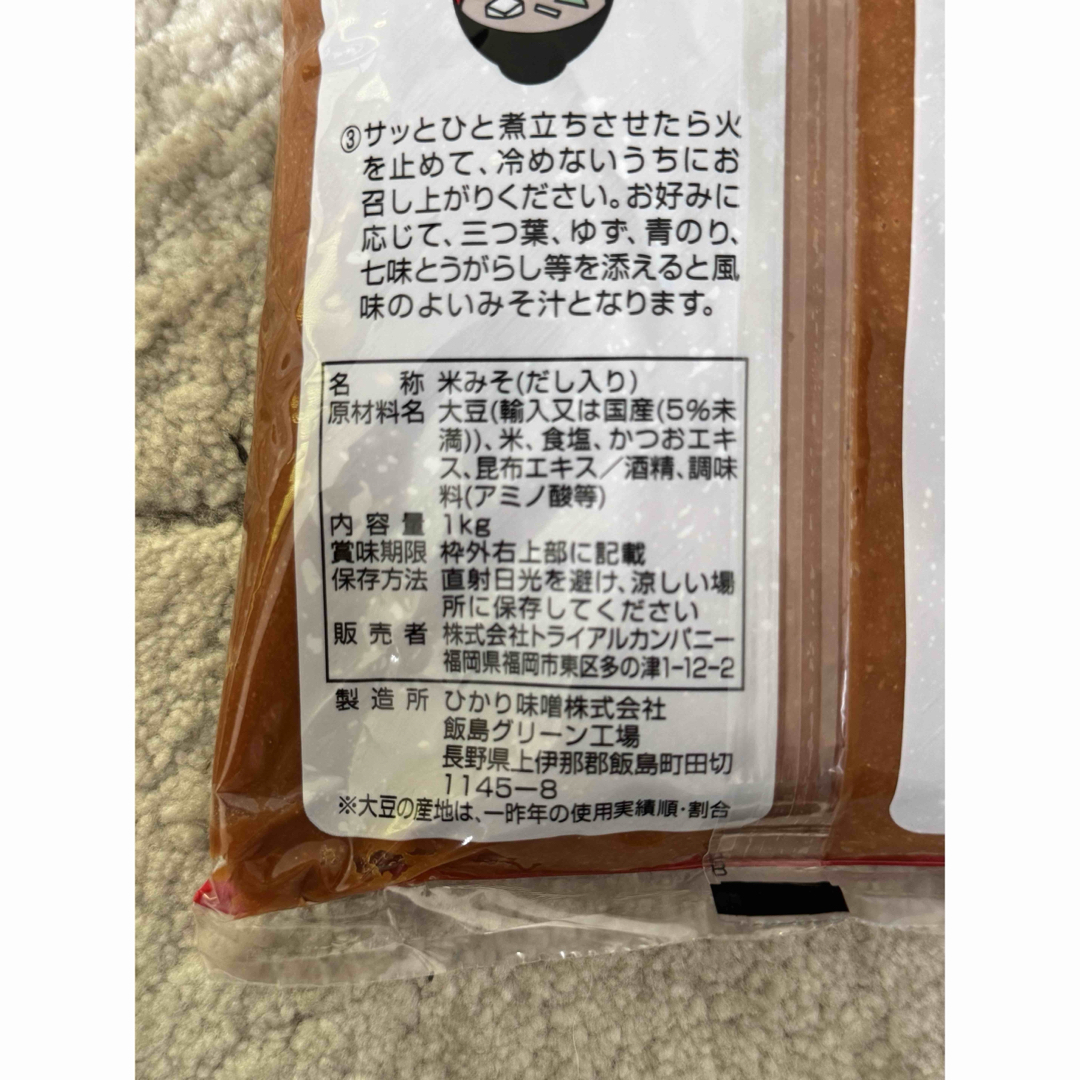 ③サッとひと煮立ちさせたら火
を止めて、冷めないうちにお
召し上がりください。お好みに
応じて、三つ葉、ゆず、青のり、
七味とうがらし等を添えると風
味のよいみそ汁となります。
名称 米みそ(だし入り)
原材料名 大豆(輸入又は国産(5%未
満))、米、食塩、かつおエキ
ス、昆布エキス／酒精、調味
料(アミノ酸等)
内容量 1kg
賞味期限 枠外右上部に記載
保存方法 直射日光を避け、涼しい場
所に保存してください
販売者 株式会社トライアルカンパニー
福岡県福岡市東区多の津1-12-2
製造所 ひかり味噌株式会社
飯島グリーン工場
長野県上伊那郡飯島町田切
1145－8
※大豆の産地は、一昨年の使用実績順・割合